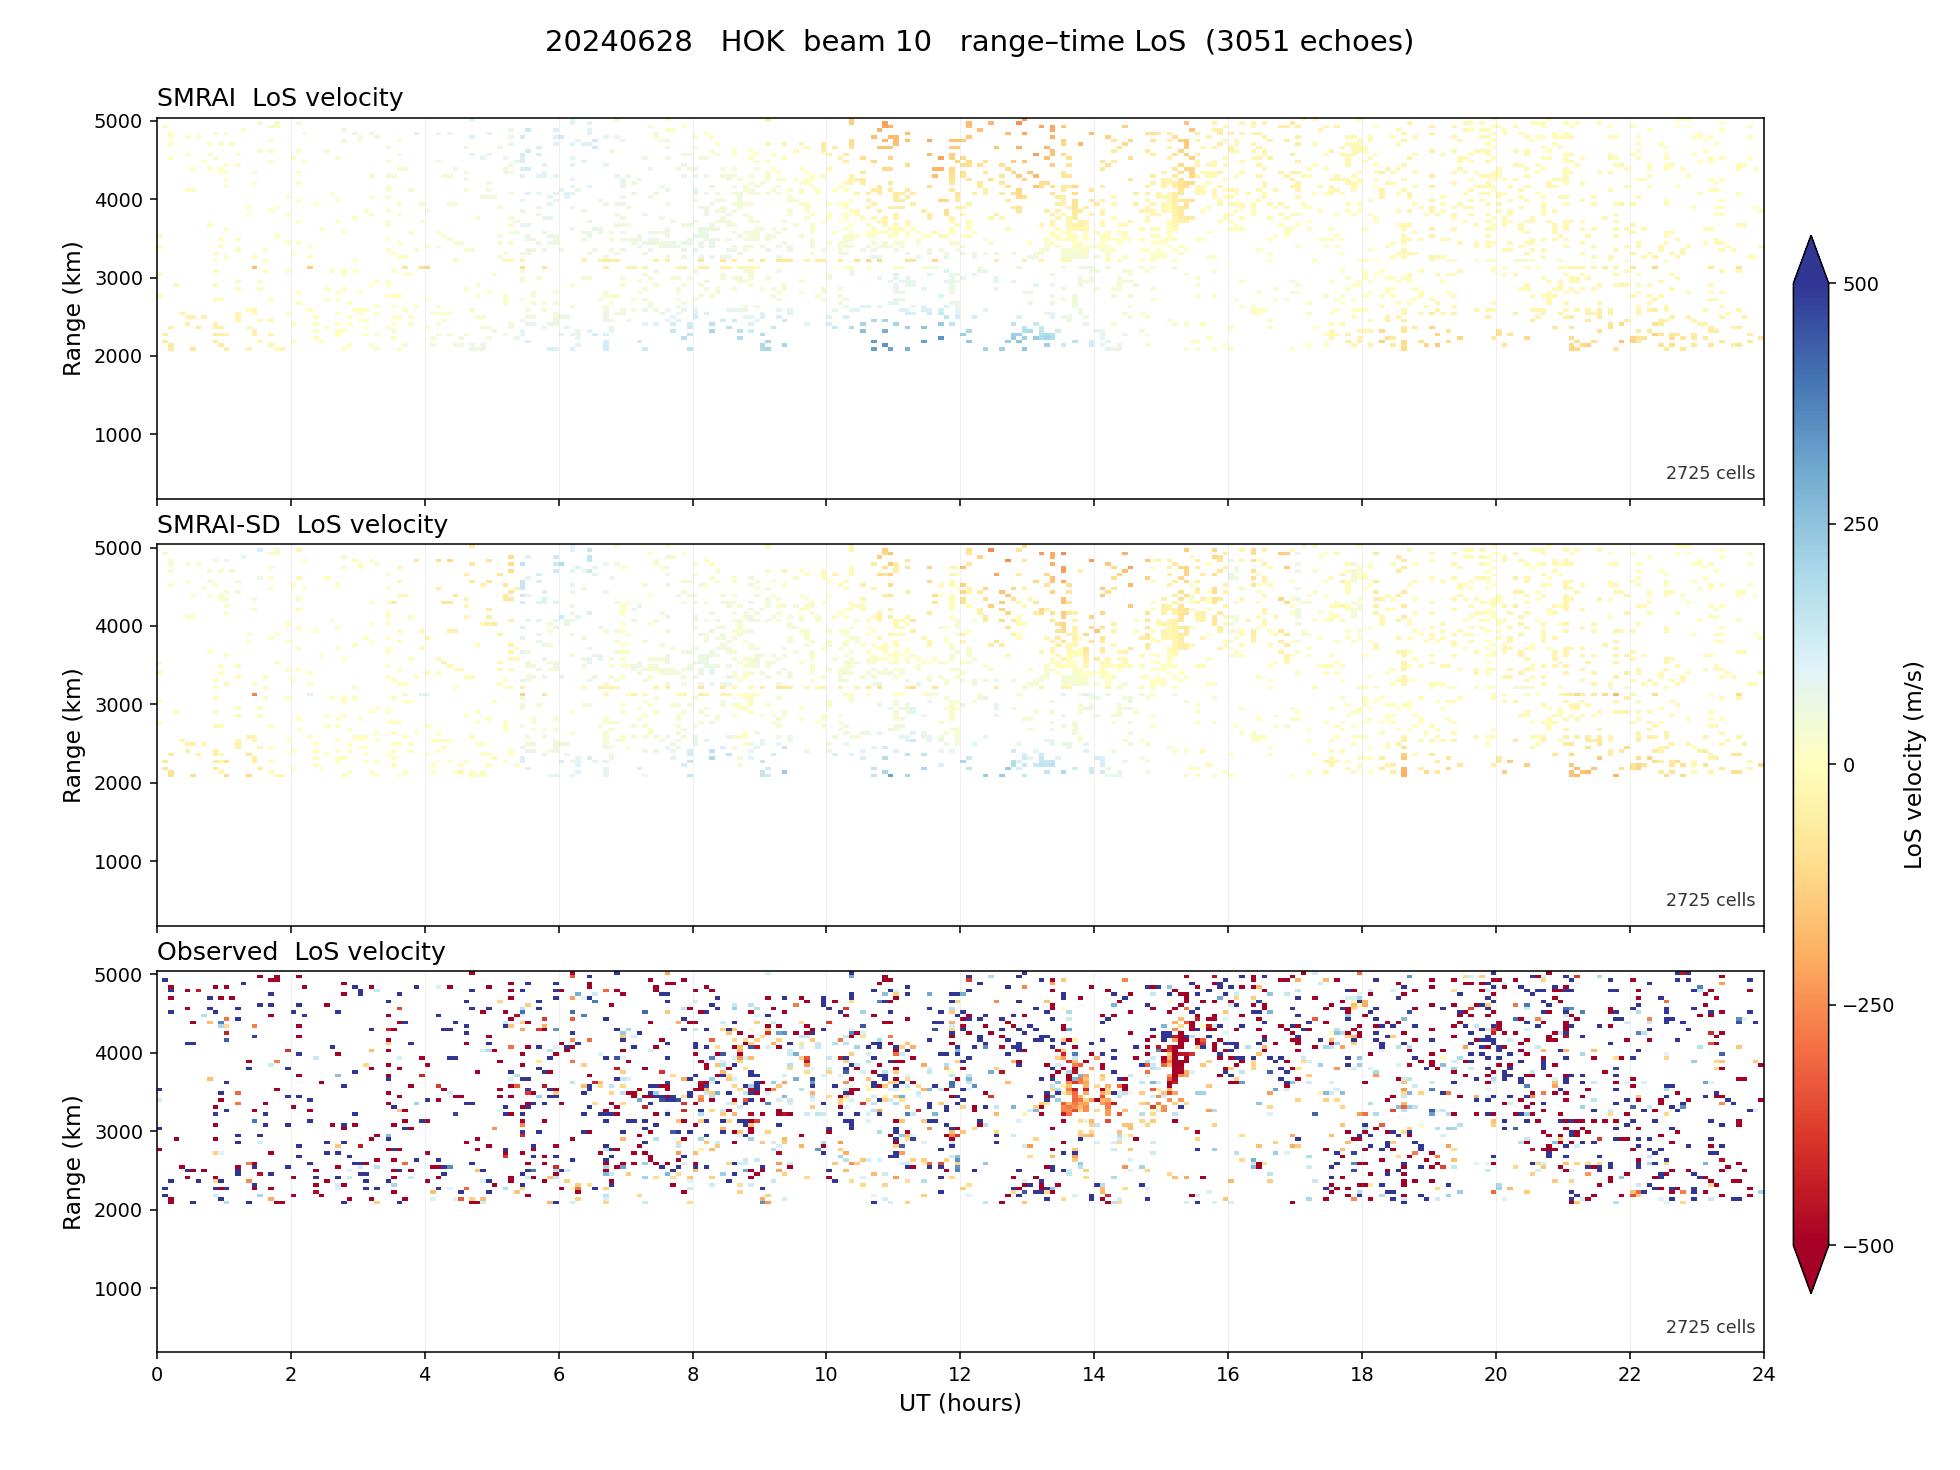 20240628   HOK  beam 10   range–time LoS  (3051 echoes)
SMRAI  LoS velocity
5000
4000
3000
2000
1000
Range (km)
2725 cells
SMRAI-SD  LoS velocity
5000
4000
3000
2000
1000
Range (km)
2725 cells
Observed  LoS velocity
5000
4000
3000
2000
1000
Range (km)
2725 cells
0 2 4 6 8 10 12 14 16 18 20 22 24
UT (hours)
500
250
0
−250
−500
LoS velocity (m/s)